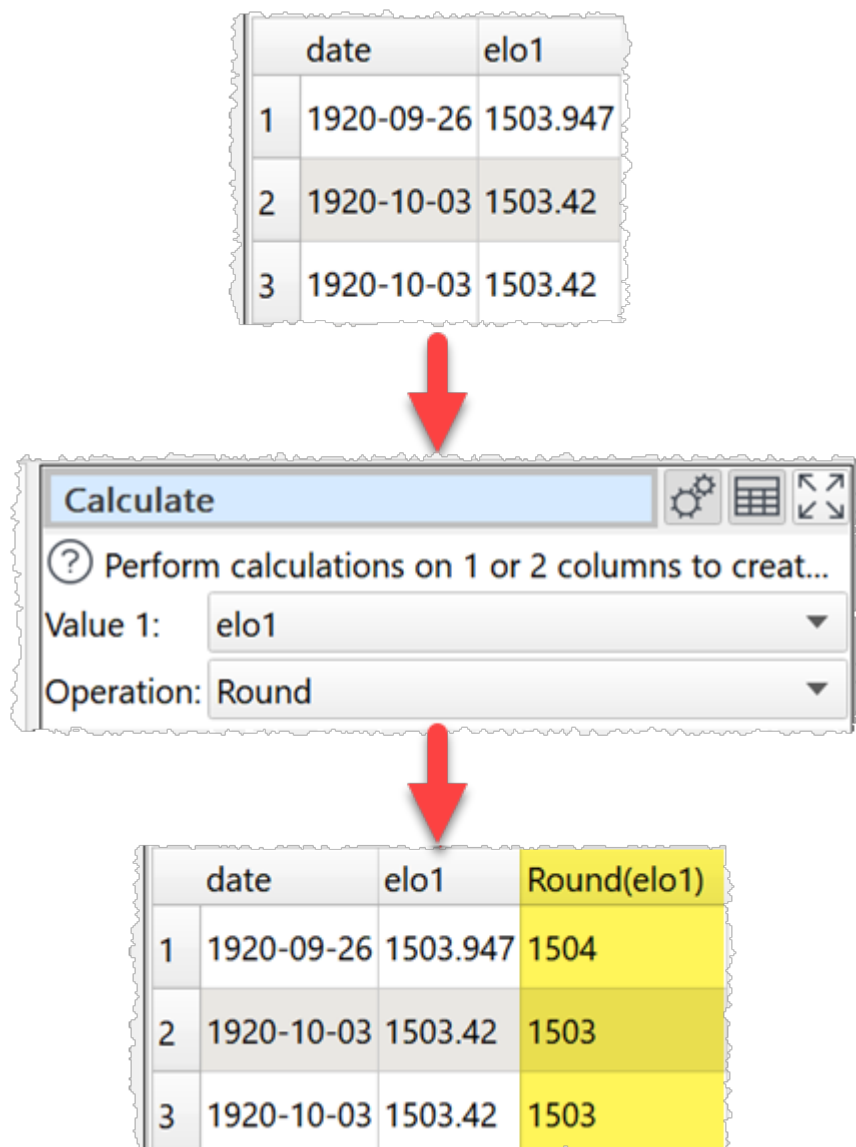 date elo1
1 1920-09-26 1503.947
2 1920-10-03 1503.42
3 1920-10-03 1503.42
Calculate
? Perform calculations on 1 or 2 columns to creat...
Value 1: elo1
Operation: Round
date elo1 Round(elo1)
1 1920-09-26 1503.947 1504
2 1920-10-03 1503.42 1503
3 1920-10-03 1503.42 1503